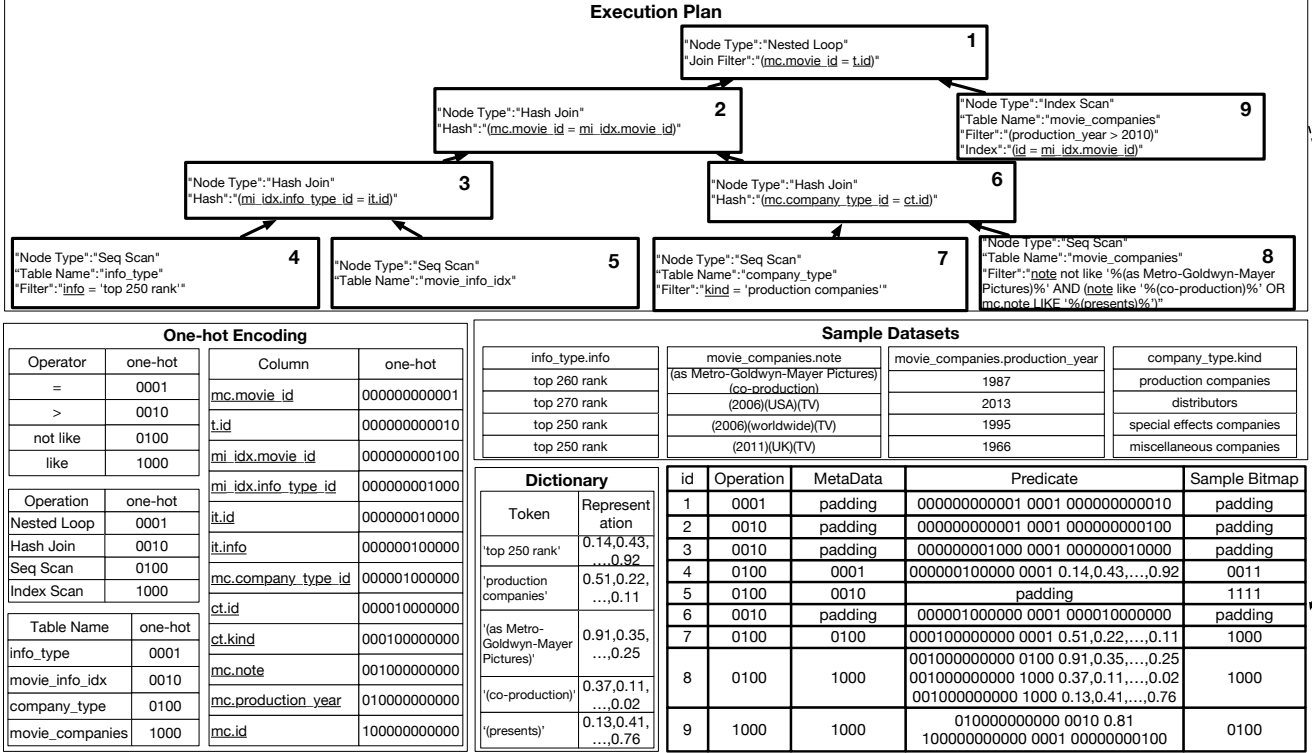 Execution Plan
"Node Type":"Nested Loop"
"Join Filter":"(mc.movie_id = t.id)"
1
"Node Type":"Hash Join"
"Hash":"(mc.movie_id = mi_idx.movie_id)"
2
"Node Type":"Index Scan"
"Table Name":"movie_companies"
"Filter":"(production_year > 2010)"
"Index":"(id = mi_idx.movie_id)"
9
"Node Type":"Hash Join"
"Hash":"(mi_idx.info_type_id = it.id)"
3
"Node Type":"Hash Join"
"Hash":"(mc.company_type_id = ct.id)"
6
"Node Type":"Seq Scan"
"Table Name":"info_type"
"Filter":"info = 'top 250 rank'"
4
"Node Type":"Seq Scan"
"Table Name":"movie_info_idx"
5
"Node Type":"Seq Scan"
"Table Name":"company_type"
"Filter":"kind = 'production companies'"
7
"Node Type":"Seq Scan"
"Table Name":"movie_companies"
"Filter":"note not like '%(as Metro-Goldwyn-Mayer
Pictures)%' AND (note like '%(co-production)%' OR
mc.note LIKE '%(presents)%')"
8
One-hot Encoding
Operator one-hot
= 0001
> 0010
not like 0100
like 1000
Operation one-hot
Nested Loop 0001
Hash Join 0010
Seq Scan 0100
Index Scan 1000
Table Name one-hot
info_type 0001
movie_info_idx 0010
company_type 0100
movie_companies 1000
Column one-hot
mc.movie_id 000000000001
t.id 000000000010
mi_idx.movie_id 000000000100
mi_idx.info_type_id 000000001000
it.id 000000010000
it.info 000000100000
mc.company_type_id 000001000000
ct.id 000010000000
ct.kind 000100000000
mc.note 001000000000
mc.production_year 010000000000
mc.id 100000000000
Sample Datasets
info_type.info movie_companies.note movie_companies.production_year company_type.kind
top 260 rank (as Metro-Goldwyn-Mayer Pictures) 1987 production companies
(co-production)
top 270 rank (2006)(USA)(TV) 2013 distributors
top 250 rank (2006)(worldwide)(TV) 1995 special effects companies
top 250 rank (2011)(UK)(TV) 1966 miscellaneous companies
Dictionary
Token Represent
ation
'top 250 rank' 0.14,0.43,
…,0.92
'production 0.51,0.22,
companies' …,0.11
'(as Metro-
Goldwyn-Mayer 0.91,0.35,
Pictures)' …,0.25
'(co-production)' 0.37,0.11,
…,0.02
'(presents)' 0.13,0.41,
…,0.76
id Operation MetaData Predicate Sample Bitmap
1 0001 padding 000000000001 0001 000000000010 padding
2 0010 padding 000000000001 0001 000000000100 padding
3 0010 padding 000000001000 0001 000000010000 padding
4 0100 0001 000000100000 0001 0.14,0.43,…,0.92 0011
5 0100 0010 padding 1111
6 0010 padding 000001000000 0001 000010000000 padding
7 0100 0100 000100000000 0001 0.51,0.22,…,0.11 1000
8 0100 1000 001000000000 0100 0.91,0.35,…,0.25 1000
001000000000 1000 0.37,0.11,…,0.02
001000000000 1000 0.13,0.41,…,0.76
9 1000 1000 010000000000 0010 0.81 0100
100000000000 0001 00000000100